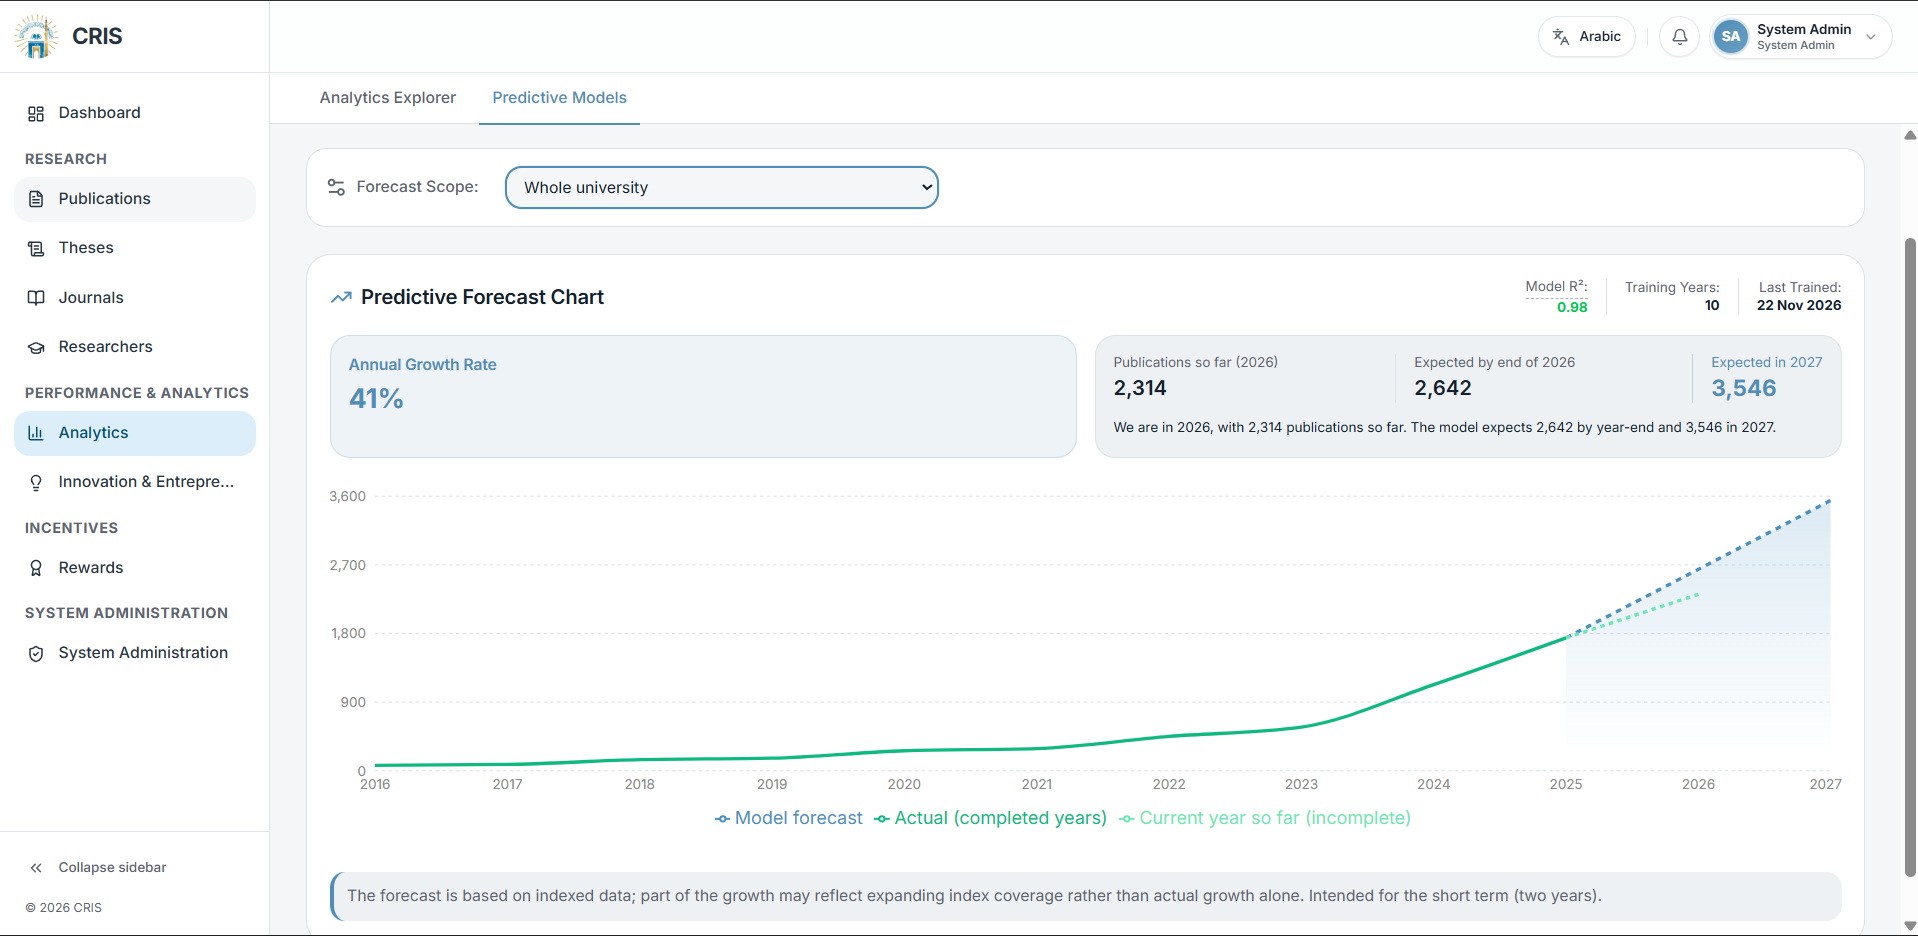 CRIS
Arabic
SA
System Admin
System Admin
Dashboard
RESEARCH
Publications
Theses
Journals
Researchers
PERFORMANCE & ANALYTICS
Analytics
Innovation & Entrepre...
INCENTIVES
Rewards
SYSTEM ADMINISTRATION
System Administration
Collapse sidebar
© 2026 CRIS
Analytics Explorer
Predictive Models
Forecast Scope:
Whole university
Predictive Forecast Chart
Model R²:
0.98
Training Years:
10
Last Trained:
22 Nov 2026
Annual Growth Rate
41%
Publications so far (2026)
2,314
Expected by end of 2026
2,642
Expected in 2027
3,546
We are in 2026, with 2,314 publications so far. The model expects 2,642 by year-end and 3,546 in 2027.
3,600
2,700
1,800
900
0
2016 2017 2018 2019 2020 2021 2022 2023 2024 2025 2026 2027
Model forecast Actual (completed years) Current year so far (incomplete)
The forecast is based on indexed data; part of the growth may reflect expanding index coverage rather than actual growth alone. Intended for the short term (two years).